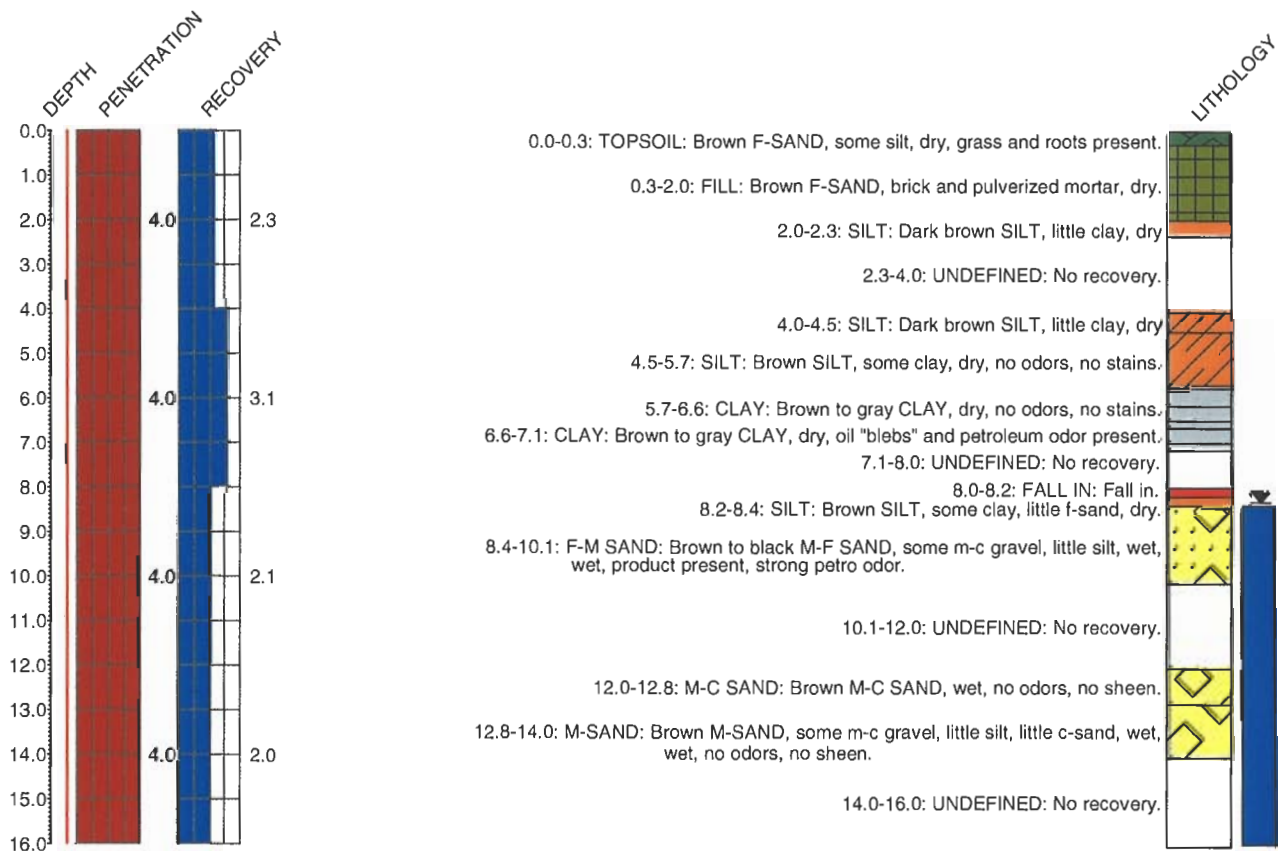 DEPTH
PENETRATION
RECOVERY
LITHOLOGY
0.0
1.0
2.0
3.0
4.0
5.0
6.0
7.0
8.0
9.0
10.0
11.0
12.0
13.0
14.0
15.0
16.0
4.0
4.0
4.0
4.0
2.3
3.1
2.1
2.0
0.0-0.3: TOPSOIL: Brown F-SAND, some silt, dry, grass and roots present.
0.3-2.0: FILL: Brown F-SAND, brick and pulverized mortar, dry.
2.0-2.3: SILT: Dark brown SILT, little clay, dry
2.3-4.0: UNDEFINED: No recovery.
4.0-4.5: SILT: Dark brown SILT, little clay, dry
4.5-5.7: SILT: Brown SILT, some clay, dry, no odors, no stains.
5.7-6.6: CLAY: Brown to gray CLAY, dry, no odors, no stains.
6.6-7.1: CLAY: Brown to gray CLAY, dry, oil "blebs" and petroleum odor present.
7.1-8.0: UNDEFINED: No recovery.
8.0-8.2: FALL IN: Fall in.
8.2-8.4: SILT: Brown SILT, some clay, little f-sand, dry.
8.4-10.1: F-M SAND: Brown to black M-F SAND, some m-c gravel, little silt, wet,
wet, product present, strong petro odor.
10.1-12.0: UNDEFINED: No recovery.
12.0-12.8: M-C SAND: Brown M-C SAND, wet, no odors, no sheen.
12.8-14.0: M-SAND: Brown M-SAND, some m-c gravel, little silt, little c-sand, wet,
wet, no odors, no sheen.
14.0-16.0: UNDEFINED: No recovery.